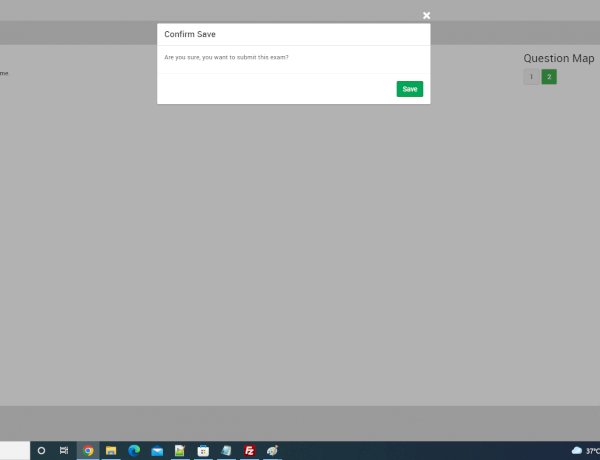 Confirm Save
Are you sure, you want to submit this exam?
Save
me.
Question Map
1 2
37°C